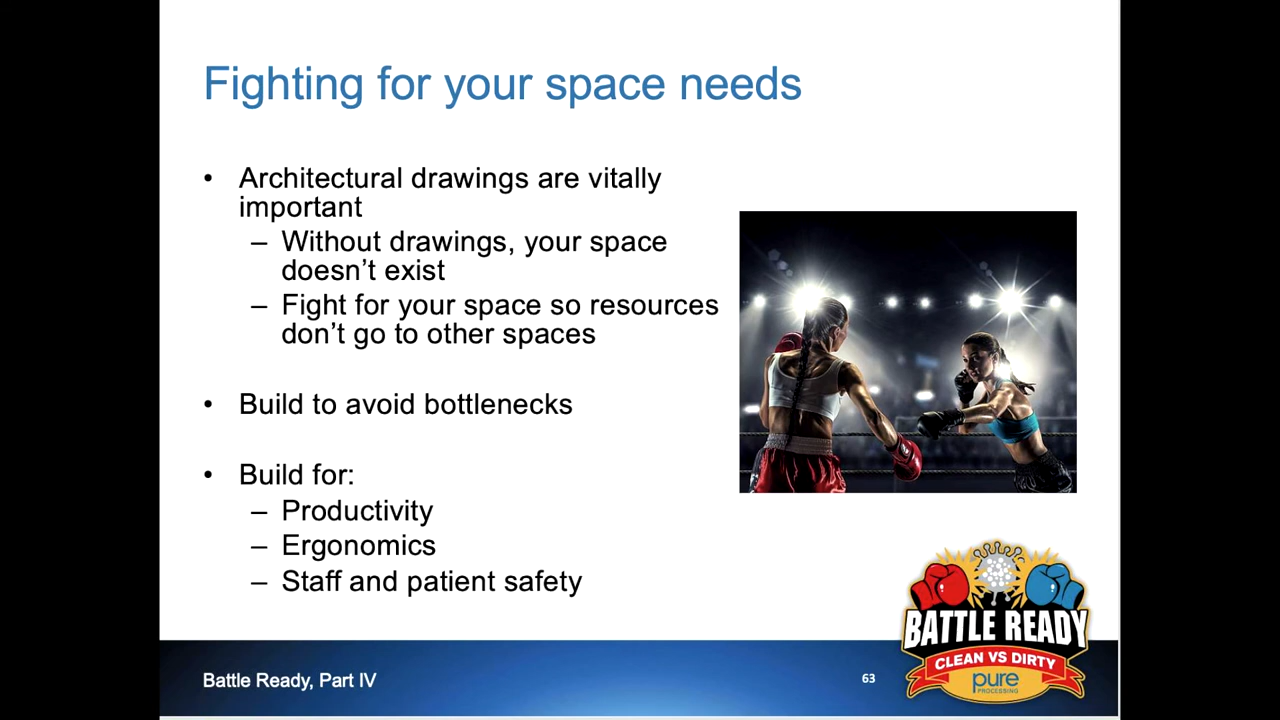 Fighting for your space needs
• Architectural drawings are vitally
important
– Without drawings, your space
doesn’t exist
– Fight for your space so resources
don’t go to other spaces
• Build to avoid bottlenecks
• Build for:
– Productivity
– Ergonomics
– Staff and patient safety
BATTLE READY
CLEAN VS DIRTY
pure
PROCESSING
Battle Ready, Part IV
63